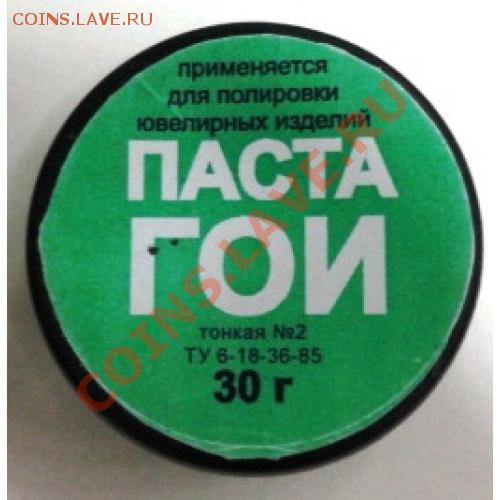 COINS.LAVE.RU
применяется
для полировки
ювелирных изделий
ПАСТА
ГОИ
тонкая №2
ТУ 6-18-36-85
30 г
COINS.LAVE.RU